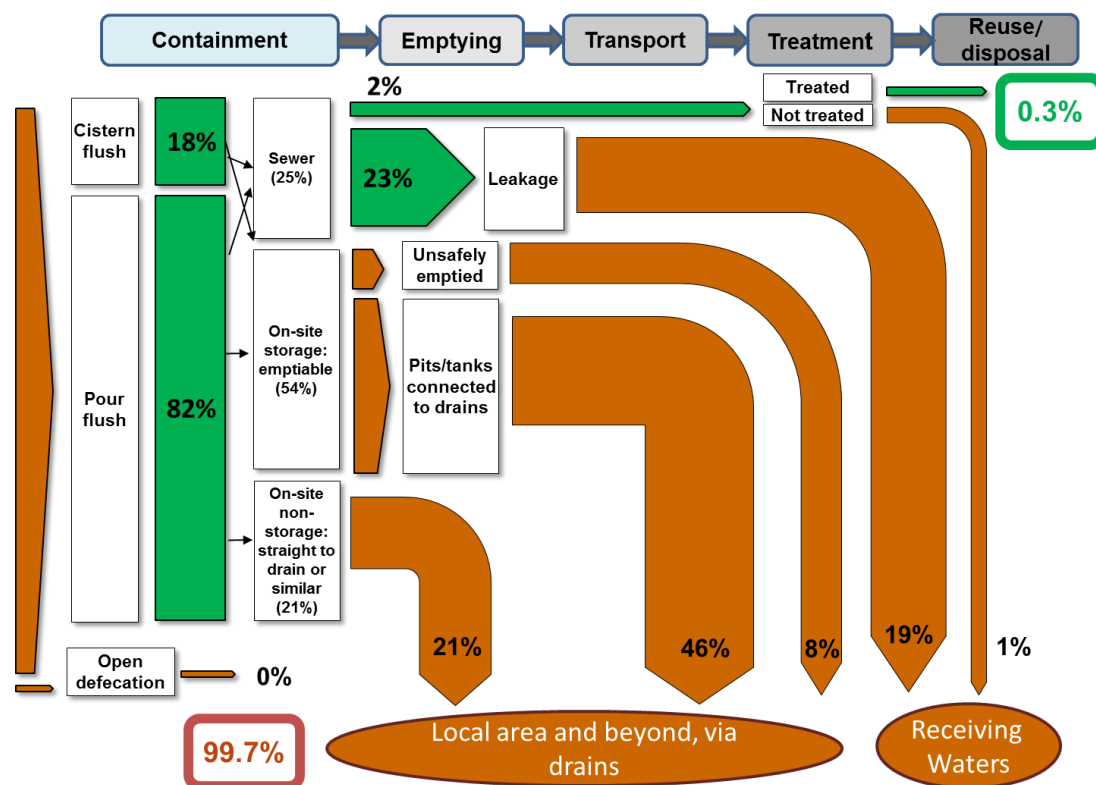 Containment
Emptying
Transport
Treatment
Reuse/
disposal
2%
Treated
Not treated
0.3%
Cistern
flush
18%
Sewer
(25%)
23%
Leakage
Unsafely
emptied
Pour
flush
82%
On-site
storage:
emptiable
(54%)
Pits/tanks
connected
to drains
On-site
non-
storage:
straight to
drain or
similar
(21%)
21%
46%
8%
19%
1%
Open
defecation
0%
99.7%
Local area and beyond, via
drains
Receiving
Waters